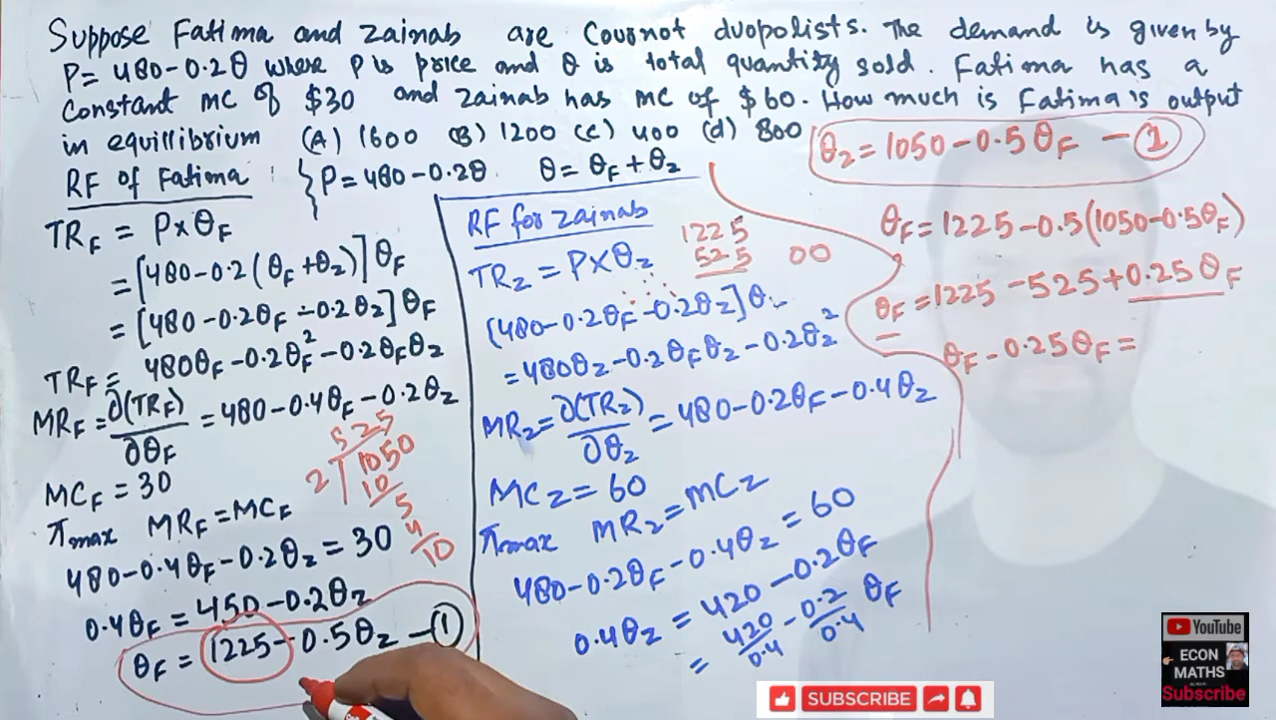 Suppose Fatima and Zainab are Cournot duopolists. The demand is given by
P= 480-0.2θ where P is price and θ is total quantity sold. Fatima has a
Constant MC of $30 and Zainab has MC of $60. How much is Fatima's output
in equillibrium (A) 1600 (B) 1200 (C) 400 (d) 800
RF of Fatima : P=480-0.2θ θ= θF+θz
TRF = P×θF
=[480-0.2(θF+θz)]θF
=[480-0.2θF-0.2θz]θF
TRF= 480θF-0.2θF²-0.2θFθz
MRF=∂(TRF)/∂θF=480-0.4θF-0.2θz
MCF=30
πmax MRF=MCF
480-0.4θF-0.2θz=30
0.4θF=450-0.2θz
θF=1225-0.5θz-①
525
2 1050
10
5
4
10
RF for Zainab
TRz=P×θz
(480-0.2θF-0.2θz]θ
=480θz-0.2θFθz-0.2θz²
MRz=∂(TRz)/∂θz=480-0.2θF-0.4θz
MCz=60
πmax MRz=MCz
480-0.2θF-0.4θz=60
0.4θz=420-0.2θF
=420/0.4-0.2/0.4 θF
1225
525
00
θz=1050-0.5θF-①
θF=1225-0.5(1050-0.5θF)
θF=1225-525+0.25θF
θF-0.25θF=
YouTube
ECON
MATHS
Subscribe
SUBSCRIBE